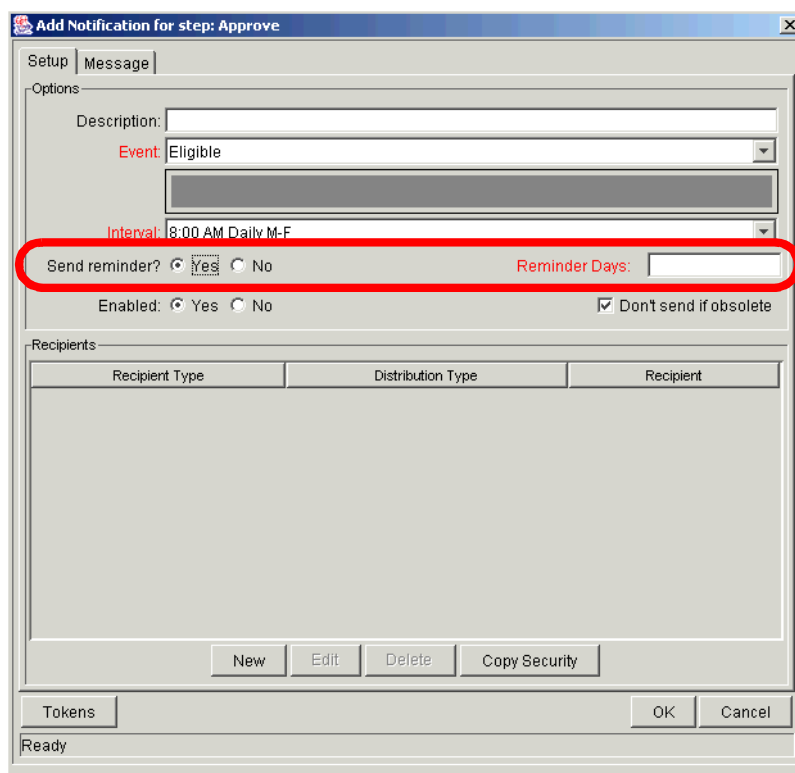 Add Notification for step: Approve
Setup Message
Options
Description:
Event: Eligible
Interval: 8:00 AM Daily M-F
Send reminder? Yes No Reminder Days:
Enabled: Yes No Don't send if obsolete
Recipients
Recipient Type Distribution Type Recipient
New Edit Delete Copy Security
Tokens OK Cancel
Ready